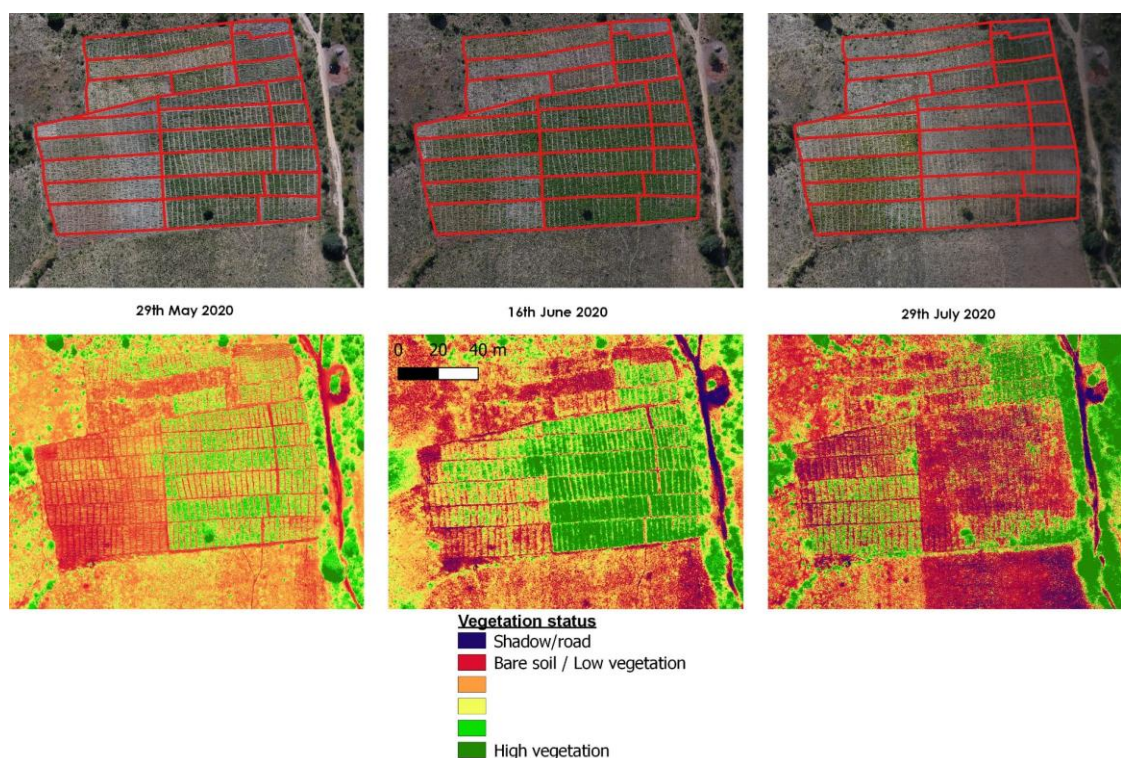 29th May 2020
16th June 2020
29th July 2020
0 20 40 m
Vegetation status
Shadow/road
Bare soil / Low vegetation
High vegetation